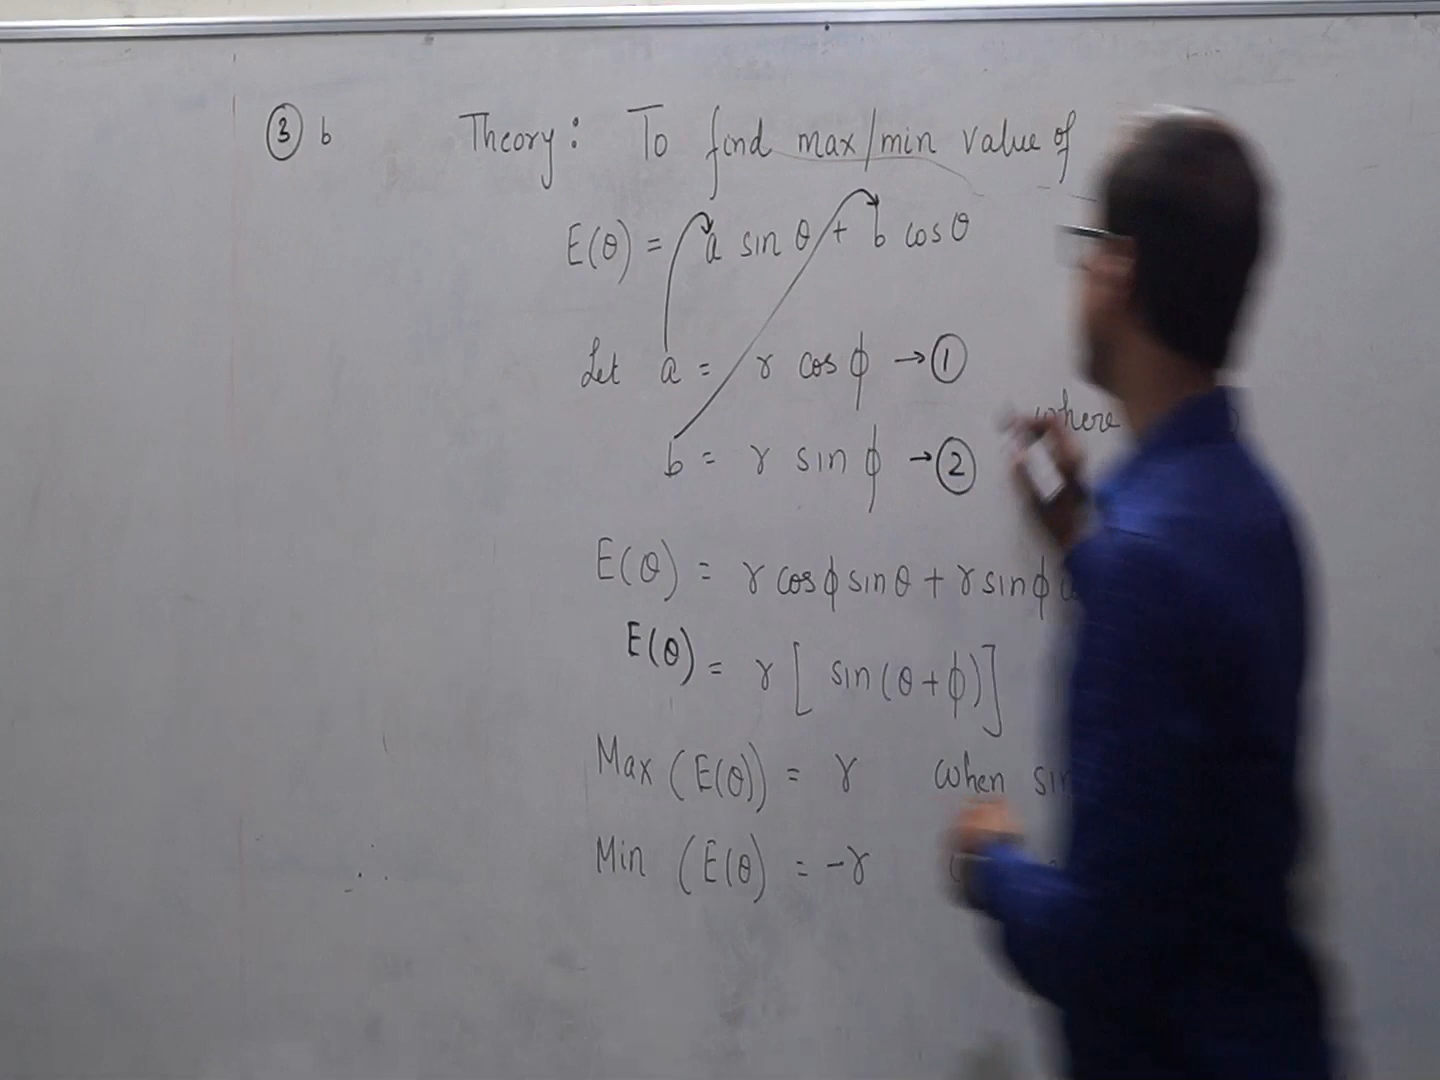 ③ b Theory: To find max/min value of
E(θ) = a sin θ + b cos θ
Let a = r cos ϕ → ①
where
b = r sin ϕ → ②
E(θ) = r cos ϕ sin θ + r sin ϕ
E(θ) = r [ sin (θ + ϕ) ]
Max (E(θ)) = r when sin
Min (E(θ) = -r